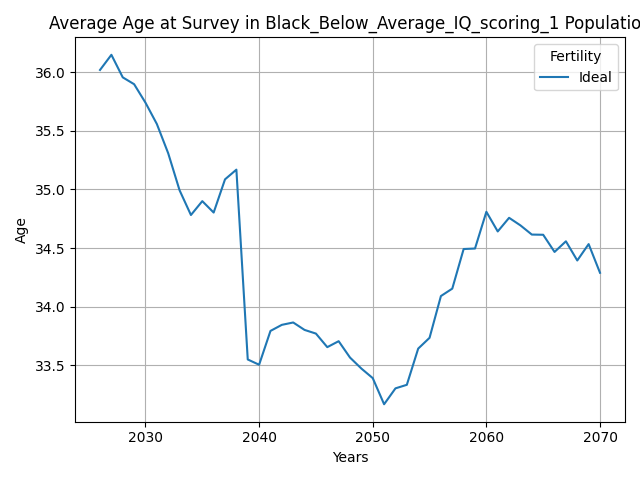 Average Age at Survey in Black_Below_Average_IQ_scoring_1 Populatio
Fertility
Ideal
36.0
35.5
35.0
34.5
34.0
33.5
Age
2030 2040 2050 2060 2070
Years